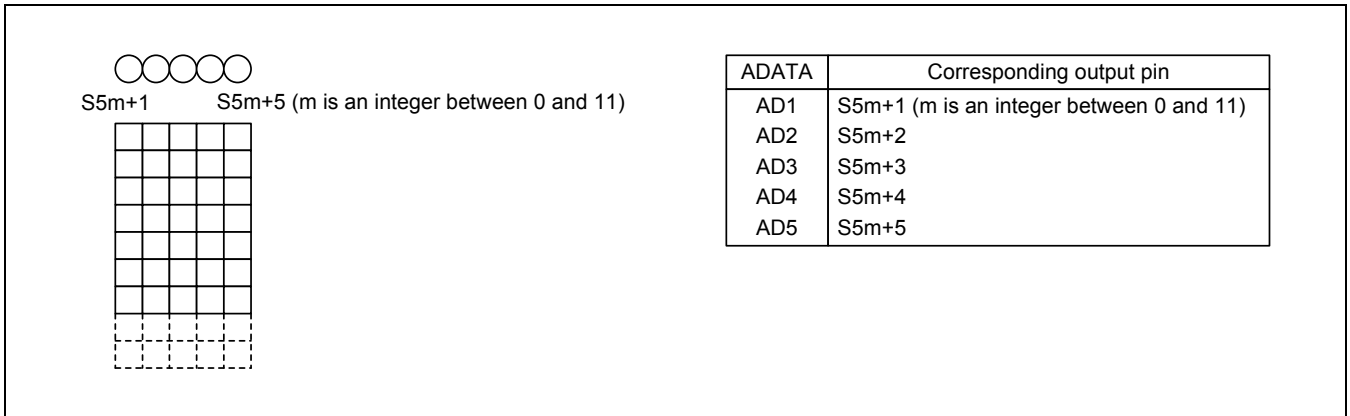 S5m+1 S5m+5 (m is an integer between 0 and 11)
ADATA Corresponding output pin
AD1 S5m+1 (m is an integer between 0 and 11)
AD2 S5m+2
AD3 S5m+3
AD4 S5m+4
AD5 S5m+5